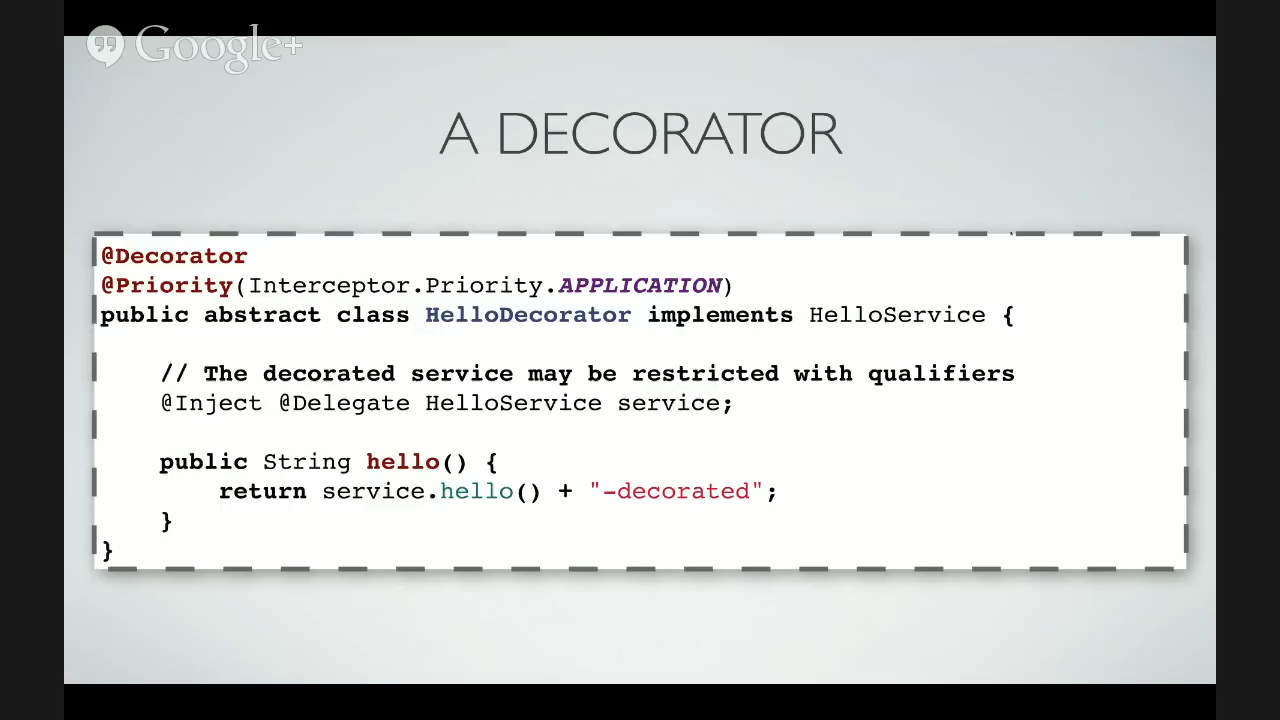 Google+
A DECORATOR
@Decorator
@Priority(Interceptor.Priority.APPLICATION)
public abstract class HelloDecorator implements HelloService {
// The decorated service may be restricted with qualifiers
@Inject @Delegate HelloService service;
public String hello() {
return service.hello() + "-decorated";
}
}